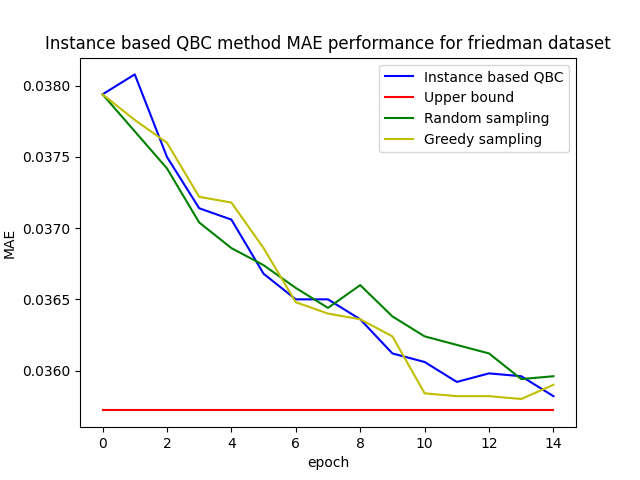 Instance based QBC method MAE performance for friedman dataset
Instance based QBC
Upper bound
Random sampling
Greedy sampling
MAE
0.0380
0.0375
0.0370
0.0365
0.0360
0 2 4 6 8 10 12 14
epoch